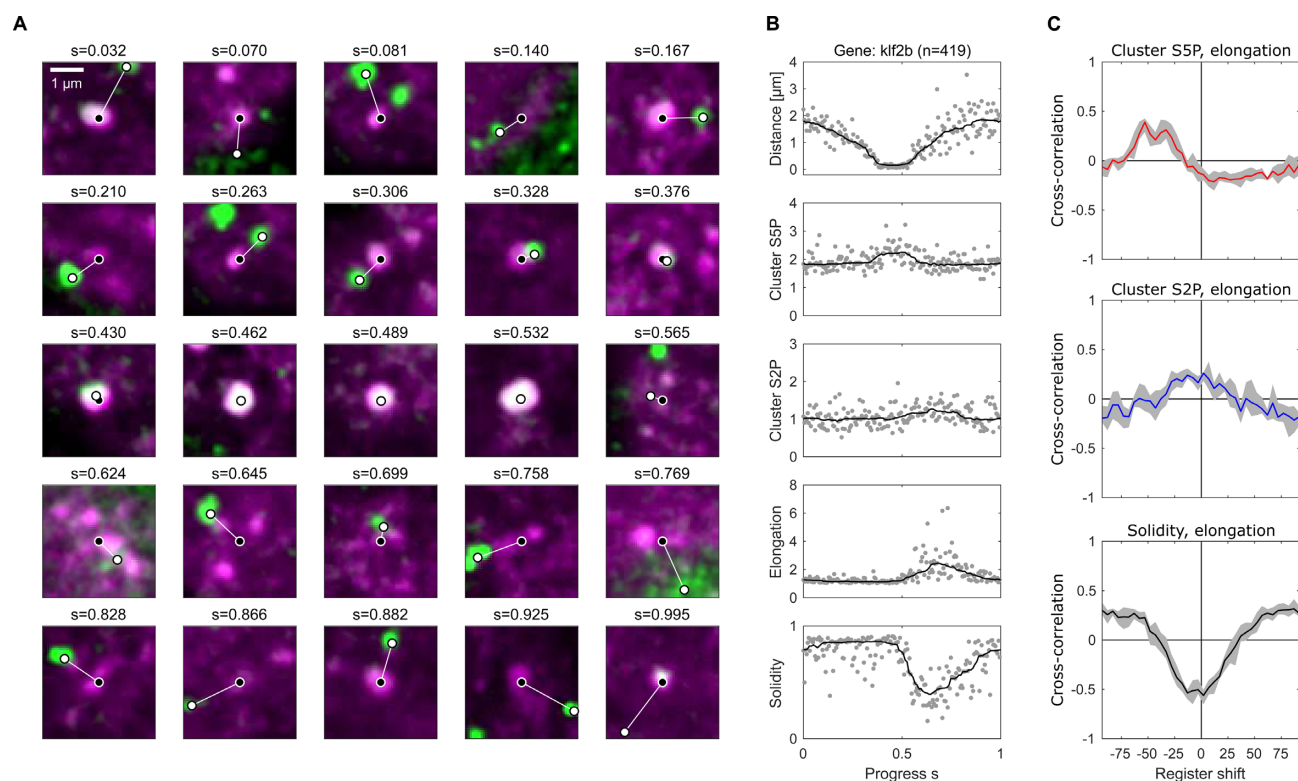 A
s=0.032 s=0.070 s=0.081 s=0.140 s=0.167
1 µm
s=0.210 s=0.263 s=0.306 s=0.328 s=0.376
s=0.430 s=0.462 s=0.489 s=0.532 s=0.565
s=0.624 s=0.645 s=0.699 s=0.758 s=0.769
s=0.828 s=0.866 s=0.882 s=0.925 s=0.995
B
Gene: klf2b (n=419)
Distance [µm]
4
3
2
1
0
Cluster S5P
4
3
2
1
0
Cluster S2P
3
2
1
0
Elongation
8
6
4
2
0
Solidity
1
0
0 0.5 1
Progress s
C
Cluster S5P, elongation
Cross-correlation
1
0.5
0
-0.5
-1
Cluster S2P, elongation
Cross-correlation
1
0.5
0
-0.5
-1
Solidity, elongation
Cross-correlation
1
0.5
0
-0.5
-1
-75 -50 -25 0 25 50 75
Register shift